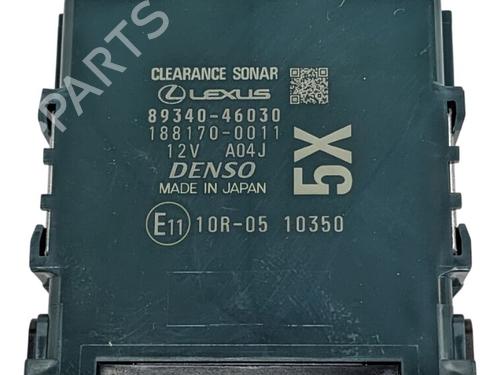 PARTS
CLEARANCE SONAR
LEXUS
89340-46030
188170-0011
12V A04J
DENSO
MADE IN JAPAN
5X
E11 10R-05 10350